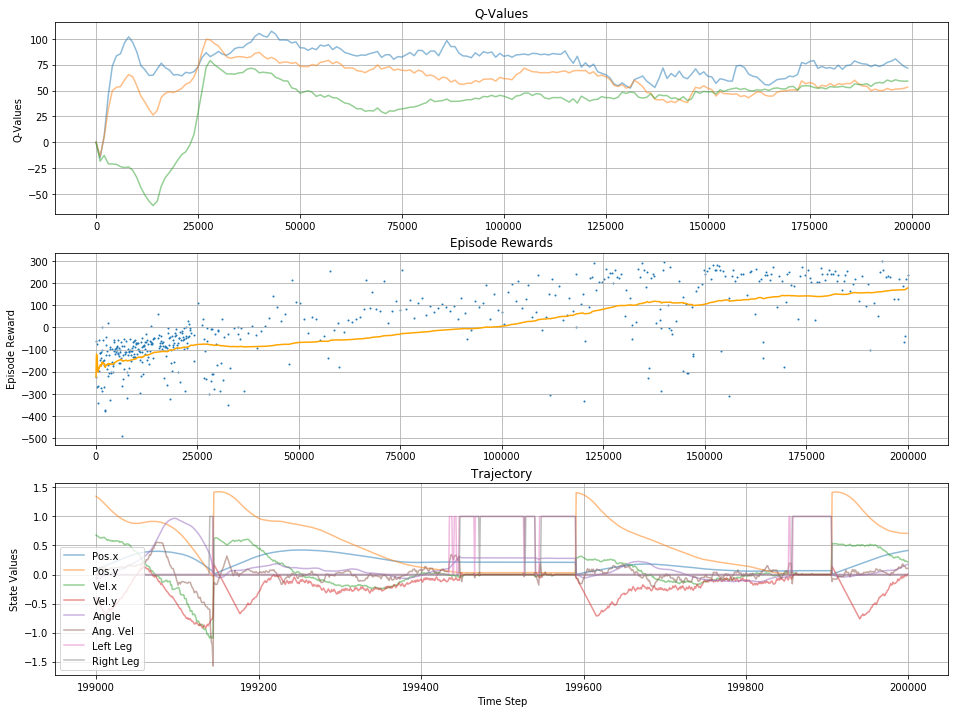 Q-Values
Q-Values
100
75
50
25
0
−25
−50
0 25000 50000 75000 100000 125000 150000 175000 200000
Episode Rewards
Episode Reward
300
200
100
0
−100
−200
−300
−400
−500
0 25000 50000 75000 100000 125000 150000 175000 200000
Trajectory
State Values
1.5
1.0
0.5
0.0
−0.5
−1.0
−1.5
Pos.x
Pos.y
Vel.x
Vel.y
Angle
Ang. Vel
Left Leg
Right Leg
199000 199200 199400 199600 199800 200000
Time Step